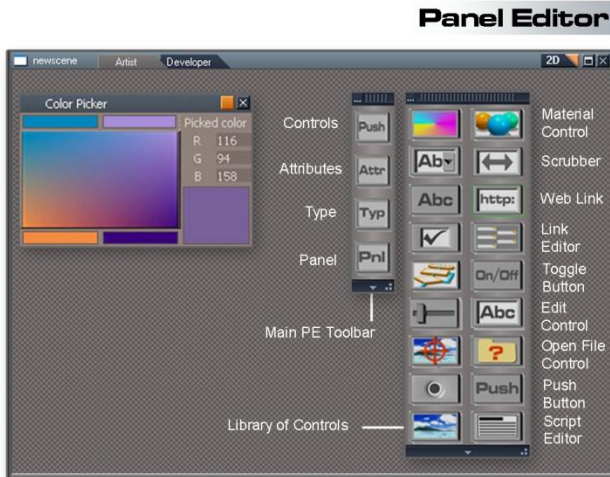 Panel Editor
newscene
Artist
Developer
2D
Color Picker
Picked color
R 116
G 94
B 158
Controls
Attributes
Type
Panel
Push
Attr
Typ
Pnl
Main PE Toolbar
Library of Controls
Ab
Abc
http:
On/Off
Abc
?
Push
Material
Control
Scrubber
Web Link
Link
Editor
Toggle
Button
Edit
Control
Open File
Control
Push
Button
Script
Editor